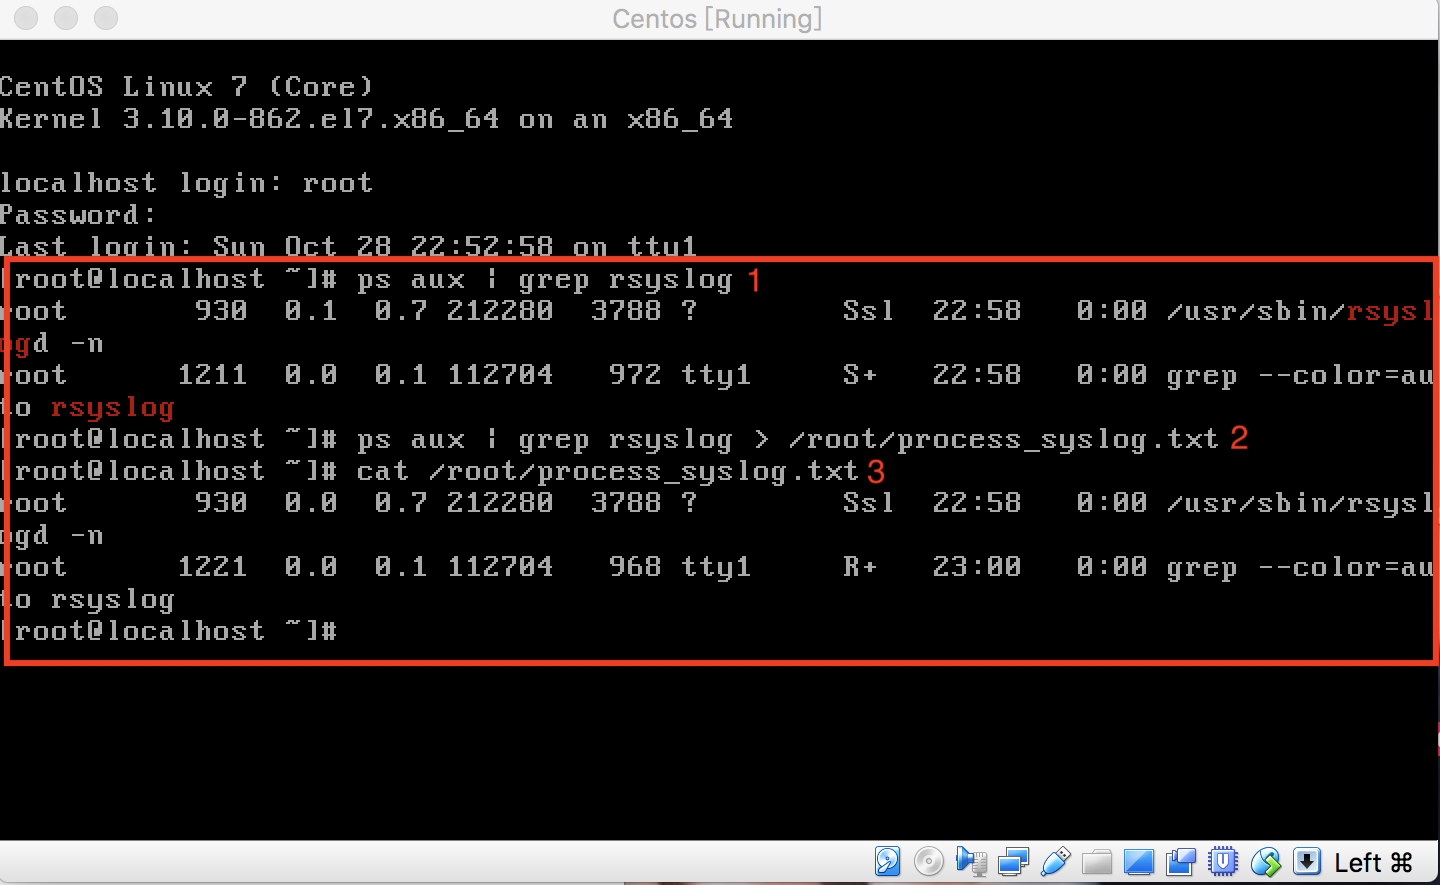 Centos [Running]
CentOS Linux 7 (Core)
Kernel 3.10.0-862.el7.x86_64 on an x86_64
localhost login: root
Password:
Last login: Sun Oct 28 22:52:58 on tty1
[root@localhost ~]# ps aux | grep rsyslog 1
root 930 0.1 0.7 212280 3788 ? Ssl 22:58 0:00 /usr/sbin/rsysl
ogd -n
root 1211 0.0 0.1 112704 972 tty1 S+ 22:58 0:00 grep --color=au
to rsyslog
[root@localhost ~]# ps aux | grep rsyslog > /root/process_syslog.txt 2
[root@localhost ~]# cat /root/process_syslog.txt 3
root 930 0.0 0.7 212280 3788 ? Ssl 22:58 0:00 /usr/sbin/rsysl
ogd -n
root 1221 0.0 0.1 112704 968 tty1 R+ 23:00 0:00 grep --color=au
to rsyslog
[root@localhost ~]#
Left ⌘